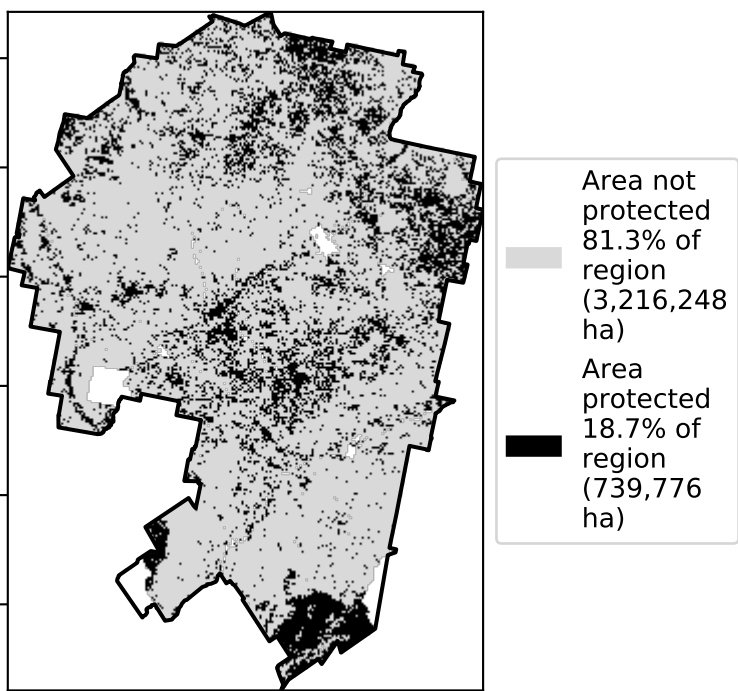 Area not
protected
81.3% of
region
(3,216,248
ha)
Area
protected
18.7% of
region
(739,776
ha)